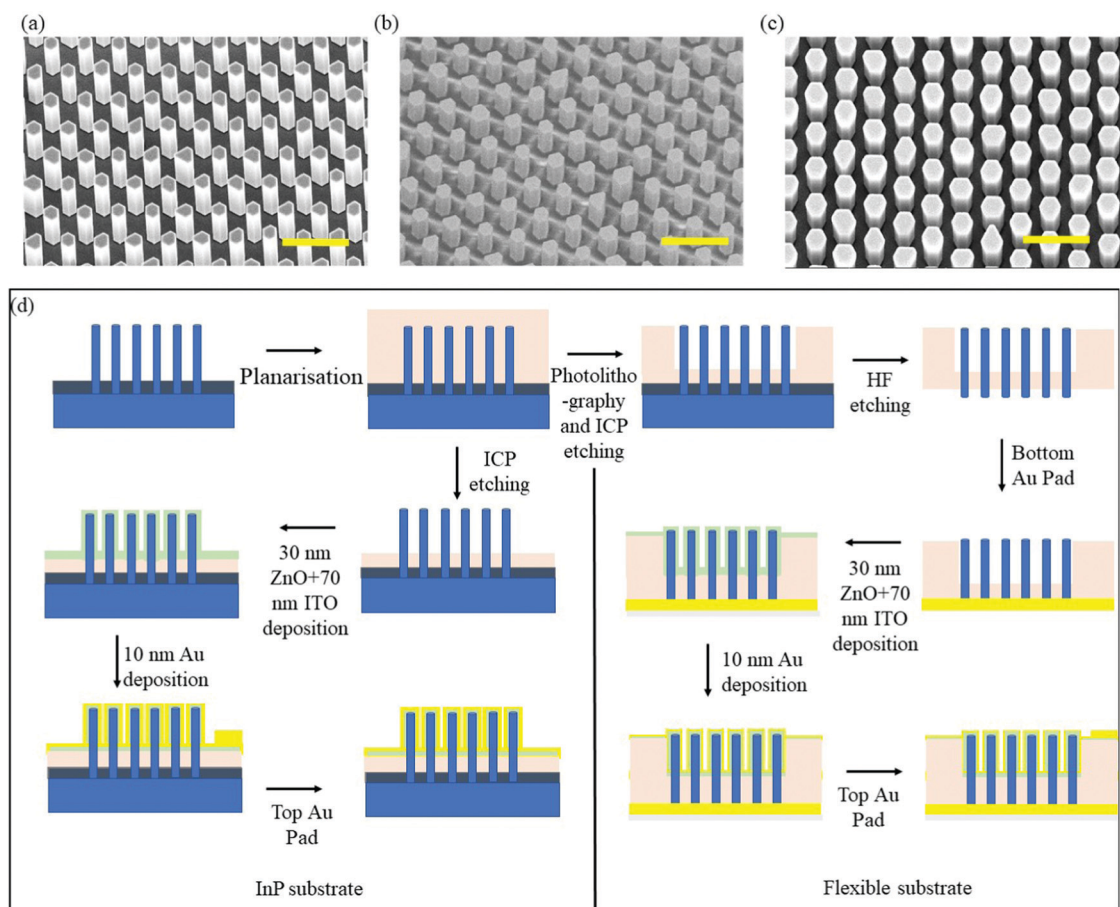 (a)
(b)
(c)
(d)
Planarisation
Photolitho
-graphy
and ICP
etching
HF
etching
ICP
etching
Bottom
Au Pad
30 nm
ZnO+70
nm ITO
deposition
30 nm
ZnO+70
nm ITO
deposition
10 nm Au
deposition
10 nm Au
deposition
Top Au
Pad
Top Au
Pad
InP substrate
Flexible substrate